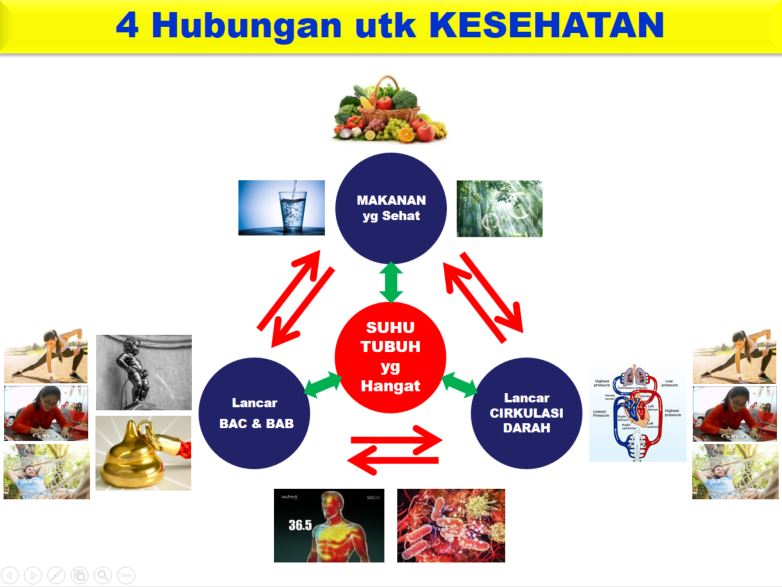 4 Hubungan utk KESEHATAN
MAKANAN
yg Sehat
SUHU
TUBUH
yg
Hangat
Lancar
BAC & BAB
Lancar
CIRKULASI
DARAH
Highest
pressure
Low
pressure
Lowest
Pressure
Highest
pressure
36.5